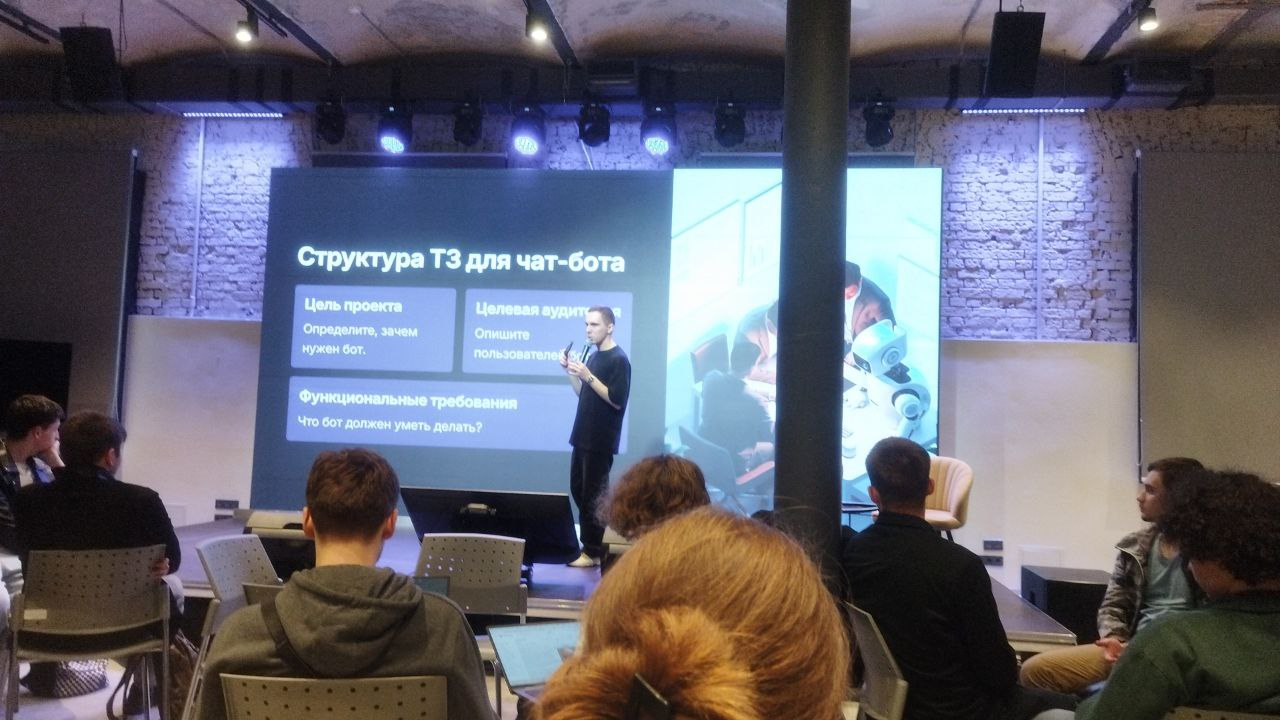 Структура ТЗ для чат-бота
Цель проекта
Определите, зачем
нужен бот.
Целевая
Опишите
Функциональные требования
Что бот должен уметь делать?